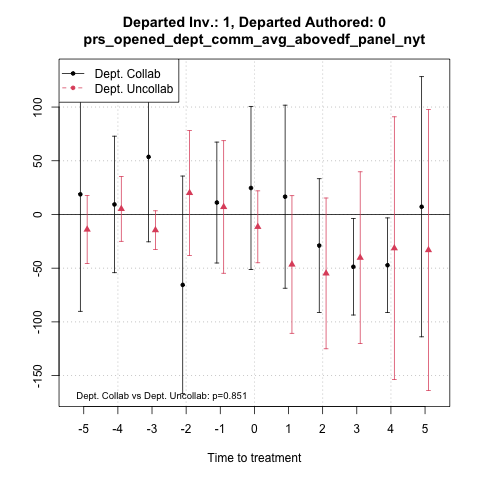 Departed Inv.: 1, Departed Authored: 0
prs_opened_dept_comm_avg_abovedf_panel_nyt
Dept. Collab
Dept. Uncollab
100
50
0
-50
-100
-150
Dept. Collab vs Dept. Uncollab: p=0.851
-5 -4 -3 -2 -1 0 1 2 3 4 5
Time to treatment